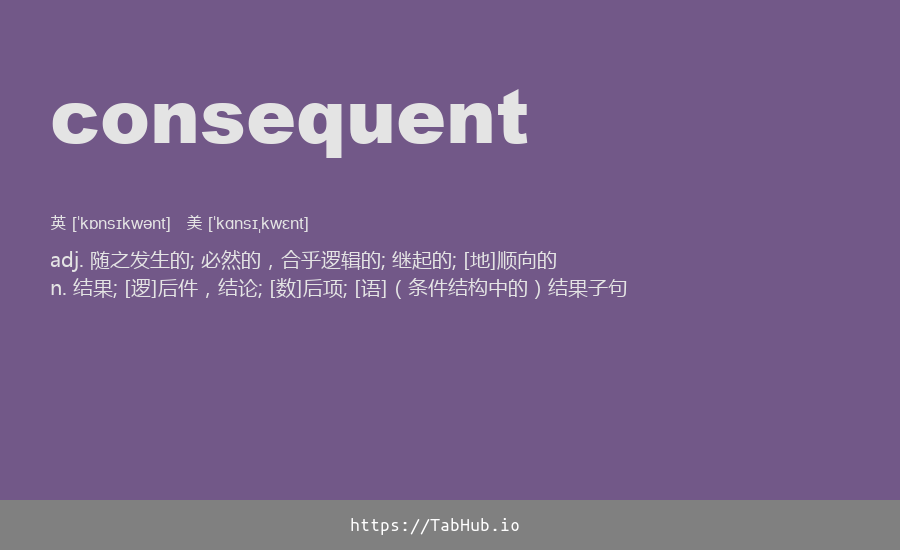 consequent
英 [ˈkɒnsɪkwənt] 美 [ˈkɑnsɪˌkwɛnt]
adj. 随之发生的; 必然的，合乎逻辑的; 继起的; [地]顺向的
n. 结果; [逻]后件，结论; [数]后项; [语]（条件结构中的）结果子句
https://TabHub.io